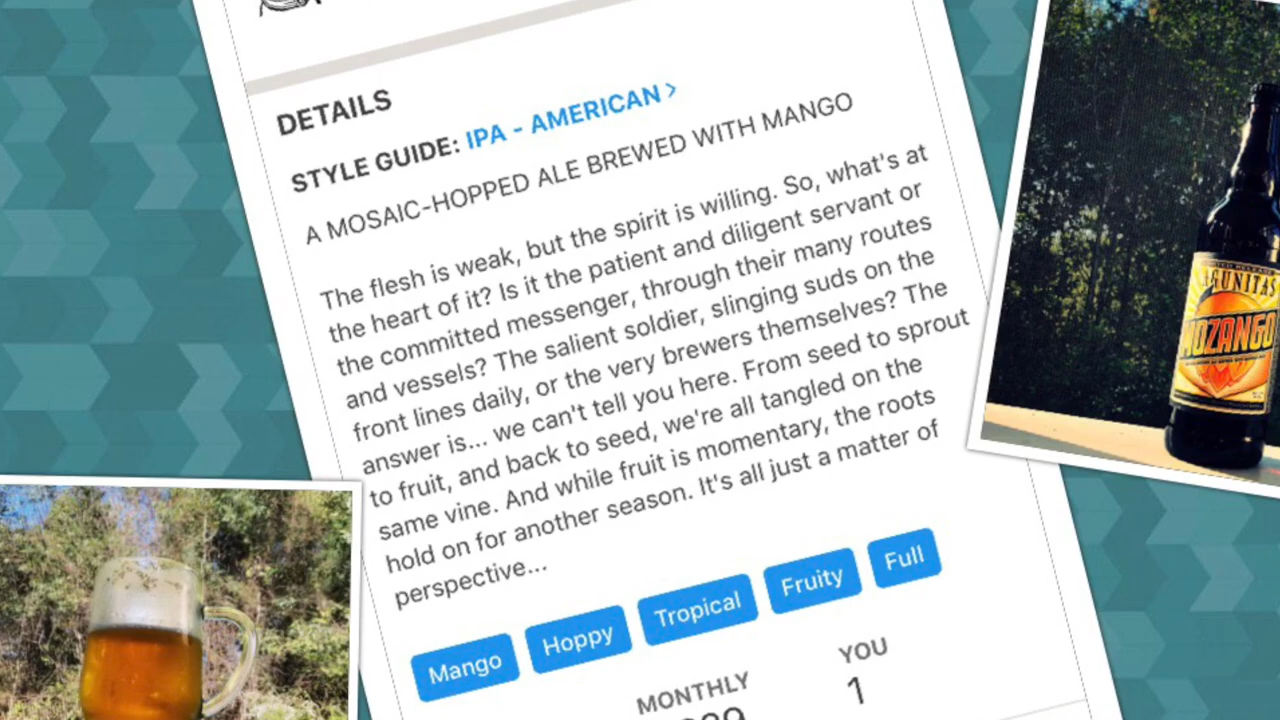 DETAILS
STYLE GUIDE: IPA - AMERICAN >
A MOSAIC-HOPPED ALE BREWED WITH MANGO
The flesh is weak, but the spirit is willing. So, what's at
the heart of it? Is it the patient and diligent servant or
the committed messenger, through their many routes
and vessels? The salient soldier, slinging suds on the
front lines daily, or the very brewers themselves? The
answer is... we can't tell you here. From seed to sprout
to fruit, and back to seed, we're all tangled on the
same vine. And while fruit is momentary, the roots
hold on for another season. It's all just a matter of
perspective...
Mango Hoppy Tropical Fruity Full
MONTHLY YOU
1
GUNITAS
MOZANGO